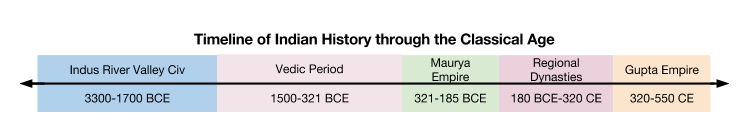 Timeline of Indian History through the Classical Age
Indus River Valley Civ
Vedic Period
Maurya
Empire
Regional
Dynasties
Gupta Empire
3300-1700 BCE
1500-321 BCE
321-185 BCE
180 BCE-320 CE
320-550 CE